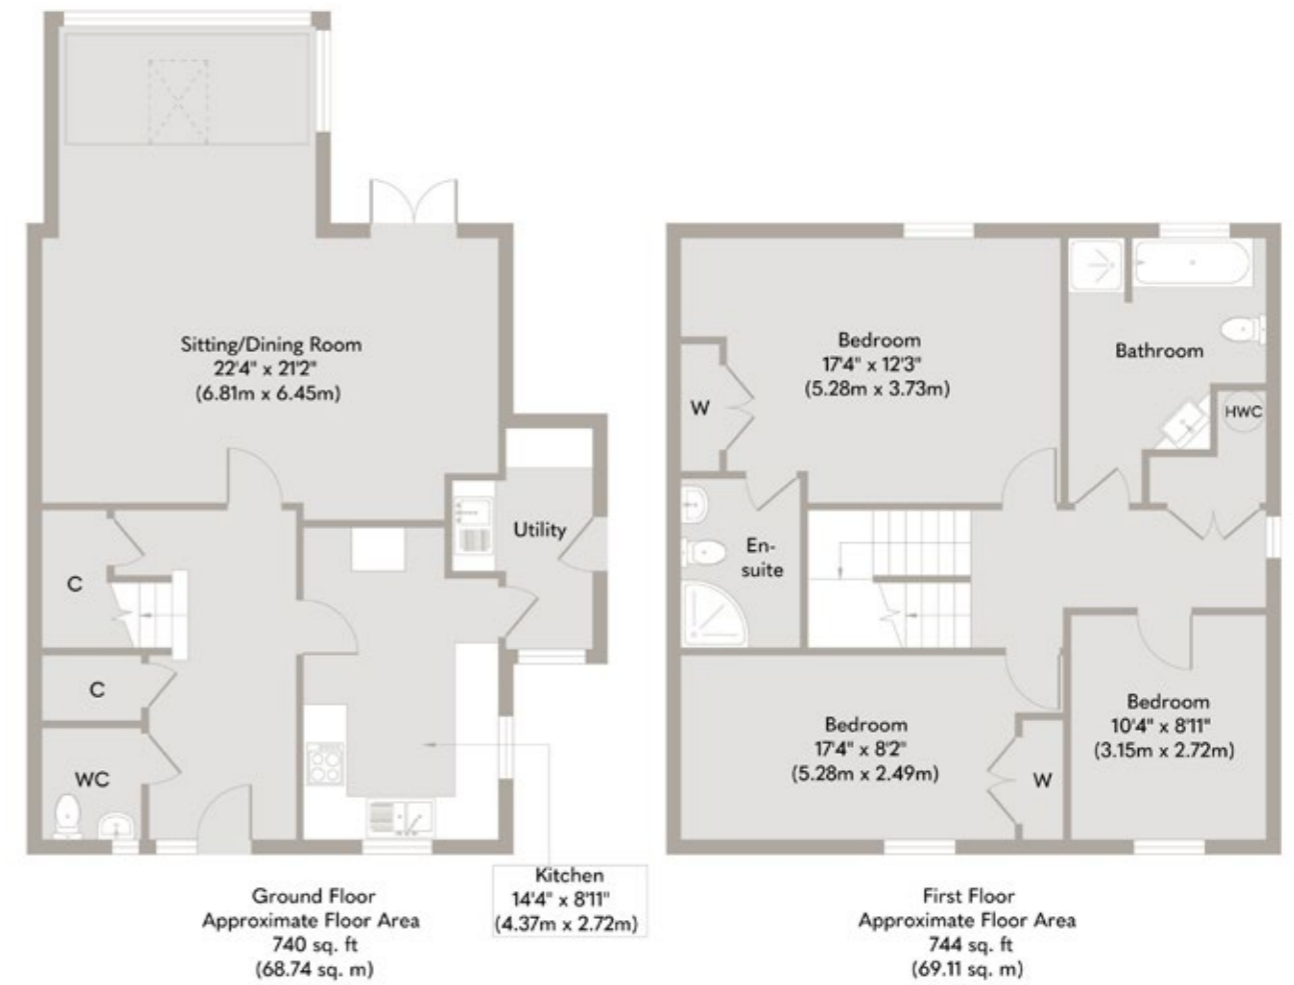 Sitting/Dining Room
22'4" x 21'2"
(6.81m x 6.45m)
Utility
C
C
WC
Kitchen
14'4" x 8'11"
(4.37m x 2.72m)
Ground Floor
Approximate Floor Area
740 sq. ft
(68.74 sq. m)
Bedroom
17'4" x 12'3"
(5.28m x 3.73m)
Bathroom
W
HWC
En-
suite
Bedroom
17'4" x 8'2"
(5.28m x 2.49m)
W
Bedroom
10'4" x 8'11"
(3.15m x 2.72m)
First Floor
Approximate Floor Area
744 sq. ft
(69.11 sq. m)